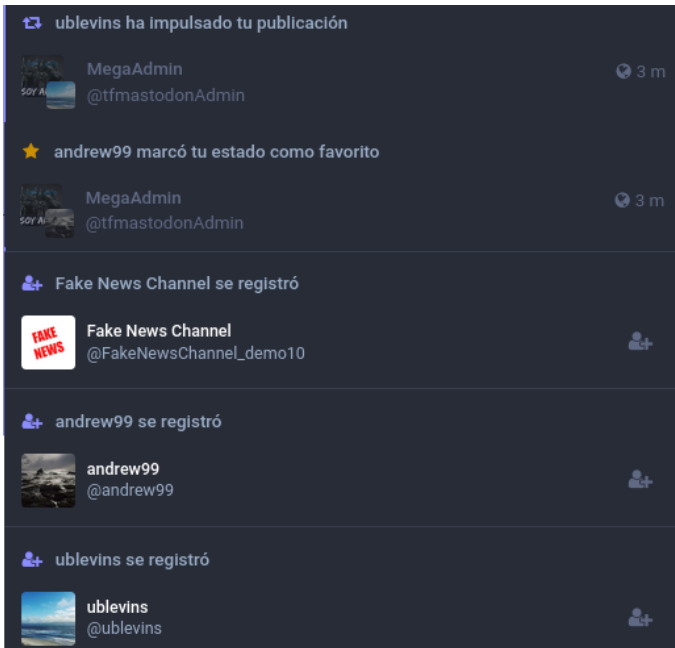 ublevins ha impulsado tu publicación
MegaAdmin
3 m
@tfmastodonAdmin
andrew99 marcó tu estado como favorito
MegaAdmin
3 m
@tfmastodonAdmin
Fake News Channel se registró
FAKE
NEWS
Fake News Channel
@FakeNewsChannel_demo10
andrew99 se registró
andrew99
@andrew99
ublevins se registró
ublevins
@ublevins